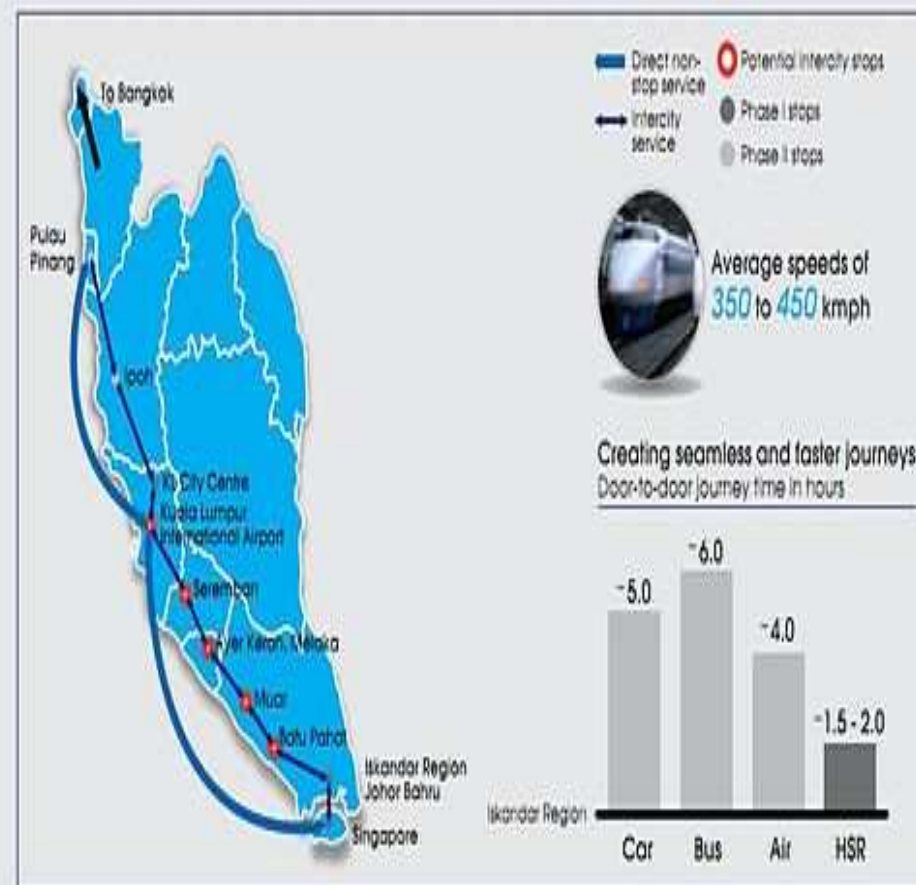 To Bangkok
Pulau
Pinang
Ipoh
KL City Centre
Kuala Lumpur
International Airport
Seremban
Ayer Keroh, Melaka
Muar
Batu Pahat
Iskandar Region
Johor Bahru
Singapore
Direct non-
stop service
Intercity
service
Potential intercity stops
Phase I stops
Phase II stops
Average speeds of
350 to 450 kmph
Creating seamless and faster journeys
Door-to-door journey time in hours
~5.0
~6.0
~4.0
~1.5 - 2.0
Iskandar Region
Car Bus Air HSR